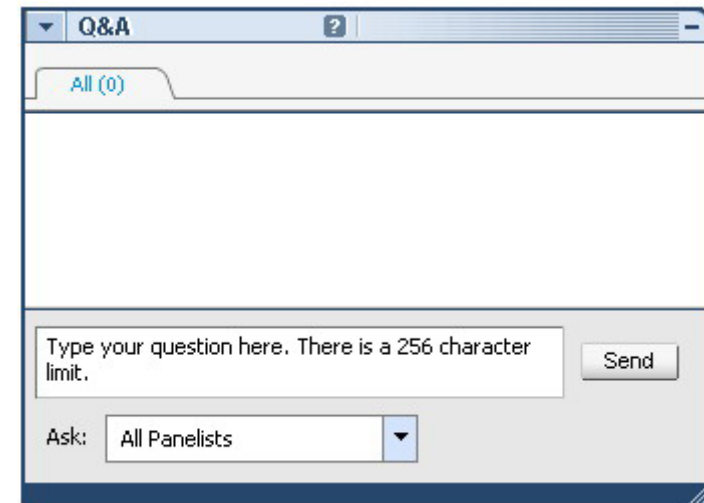 Q&A ?
All (0)
Type your question here. There is a 256 character
limit.
Send
Ask: All Panelists